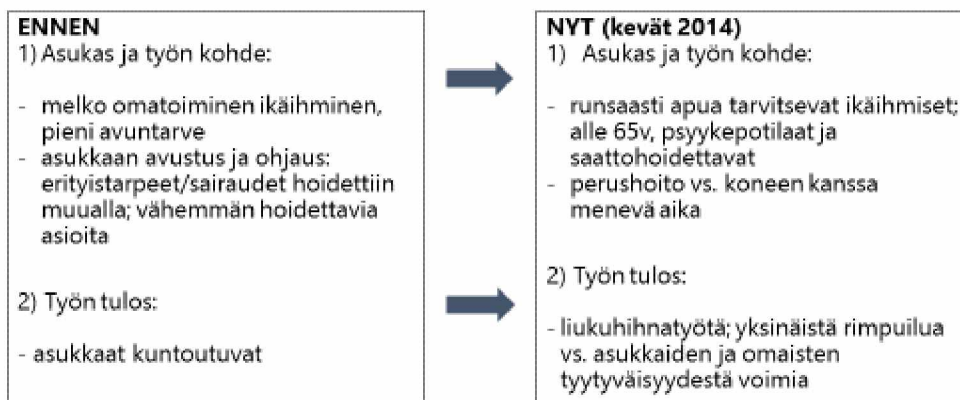 ENNEN
1) Asukas ja työn kohde:
- melko omatoiminen ikäihminen,
pieni avuntarve
- asukkaan avustus ja ohjaus:
erityistarpeet/sairaudet hoidettiin
muualla; vähemmän hoidettavia
asioita
2) Työn tulos:
- asukkaat kuntoutuvat
NYT (kevät 2014)
1) Asukas ja työn kohde:
- runsaasti apua tarvitsevat ikäihmiset;
alle 65v, psyykepotilaat ja
saattohoidettavat
- perushoito vs. koneen kanssa
menevä aika
2) Työn tulos:
- liukuhihnatyötä; yksinäistä rimpuilua
vs. asukkaiden ja omaisten
tyytyväisyydestä voimia